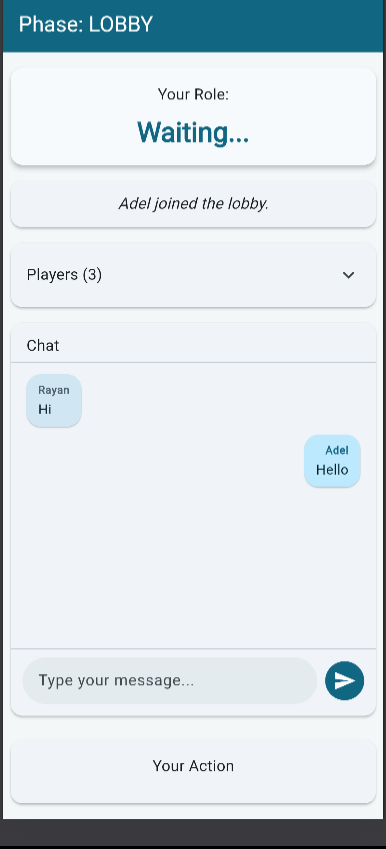 Phase: LOBBY
Your Role:
Waiting...
Adel joined the lobby.
Players (3)
Chat
Rayan
Hi
Adel
Hello
Type your message...
Your Action